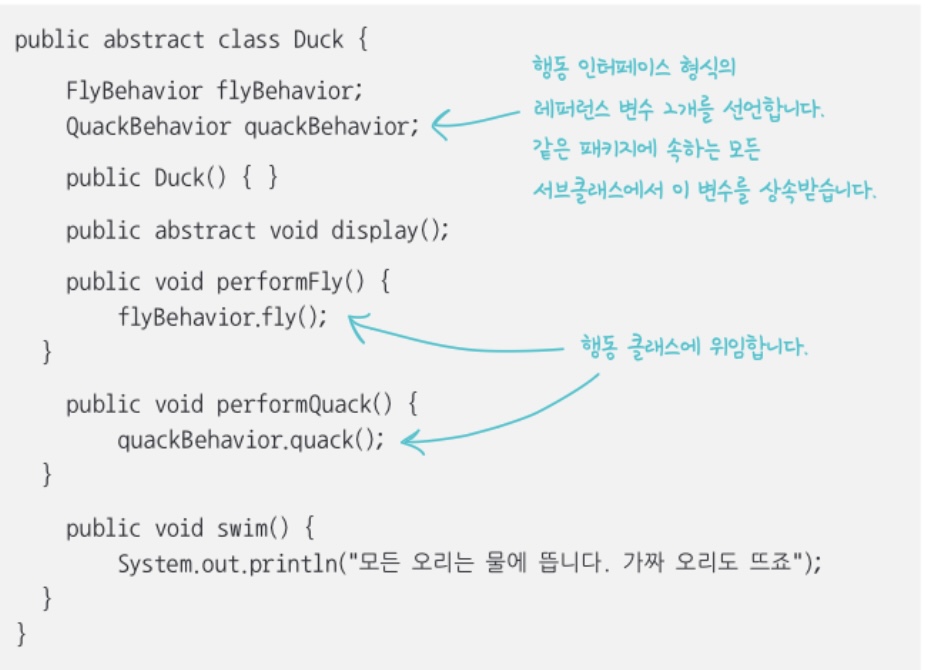 public abstract class Duck {
FlyBehavior flyBehavior;
QuackBehavior quackBehavior;
행동 인터페이스 형식의
레퍼런스 변수 2개를 선언합니다.
같은 패키지에 속하는 모든
서브클래스에서 이 변수를 상속받습니다.
public Duck() { }
public abstract void display();
public void performFly() {
flyBehavior.fly();
}
행동 클래스에 위임합니다.
public void performQuack() {
quackBehavior.quack();
}
public void swim() {
System.out.println("모든 오리는 물에 뜹니다. 가짜 오리도 뜨죠");
}
}